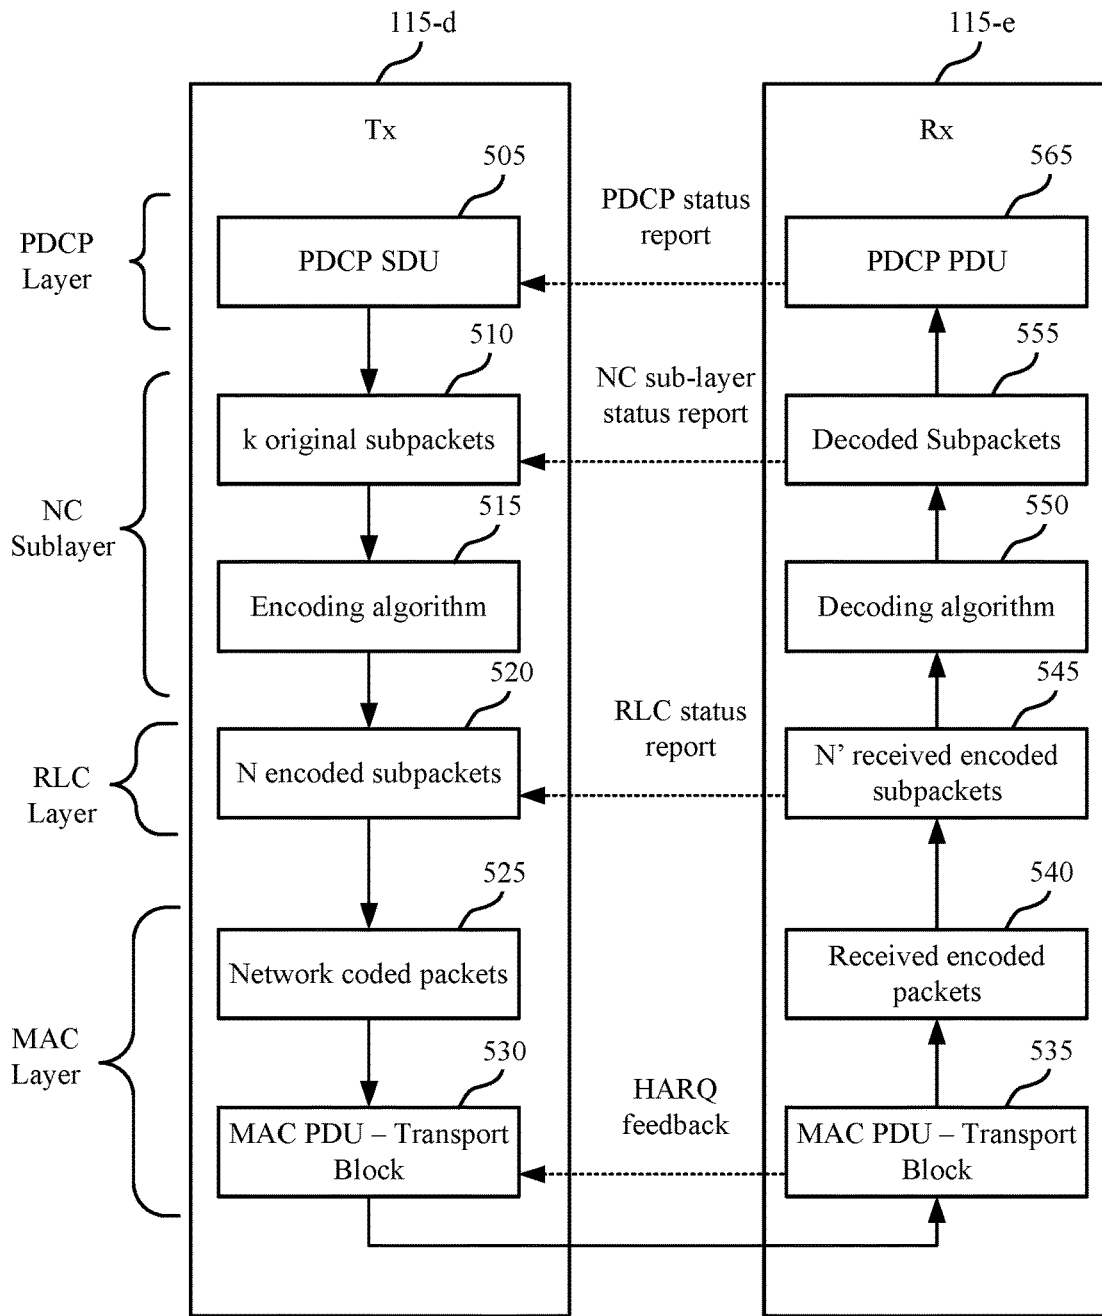 115-d
115-e
Tx
Rx
505
565
PDCP
Layer
PDCP SDU
PDCP status
report
PDCP PDU
510
555
NC sub-layer
status report
k original subpackets
Decoded Subpackets
NC
Sublayer
515
550
Encoding algorithm
Decoding algorithm
520
545
RLC status
report
RLC
Layer
N encoded subpackets
N’ received encoded
subpackets
525
540
Network coded packets
Received encoded
packets
MAC
Layer
530
535
HARQ
feedback
MAC PDU – Transport
Block
MAC PDU – Transport
Block